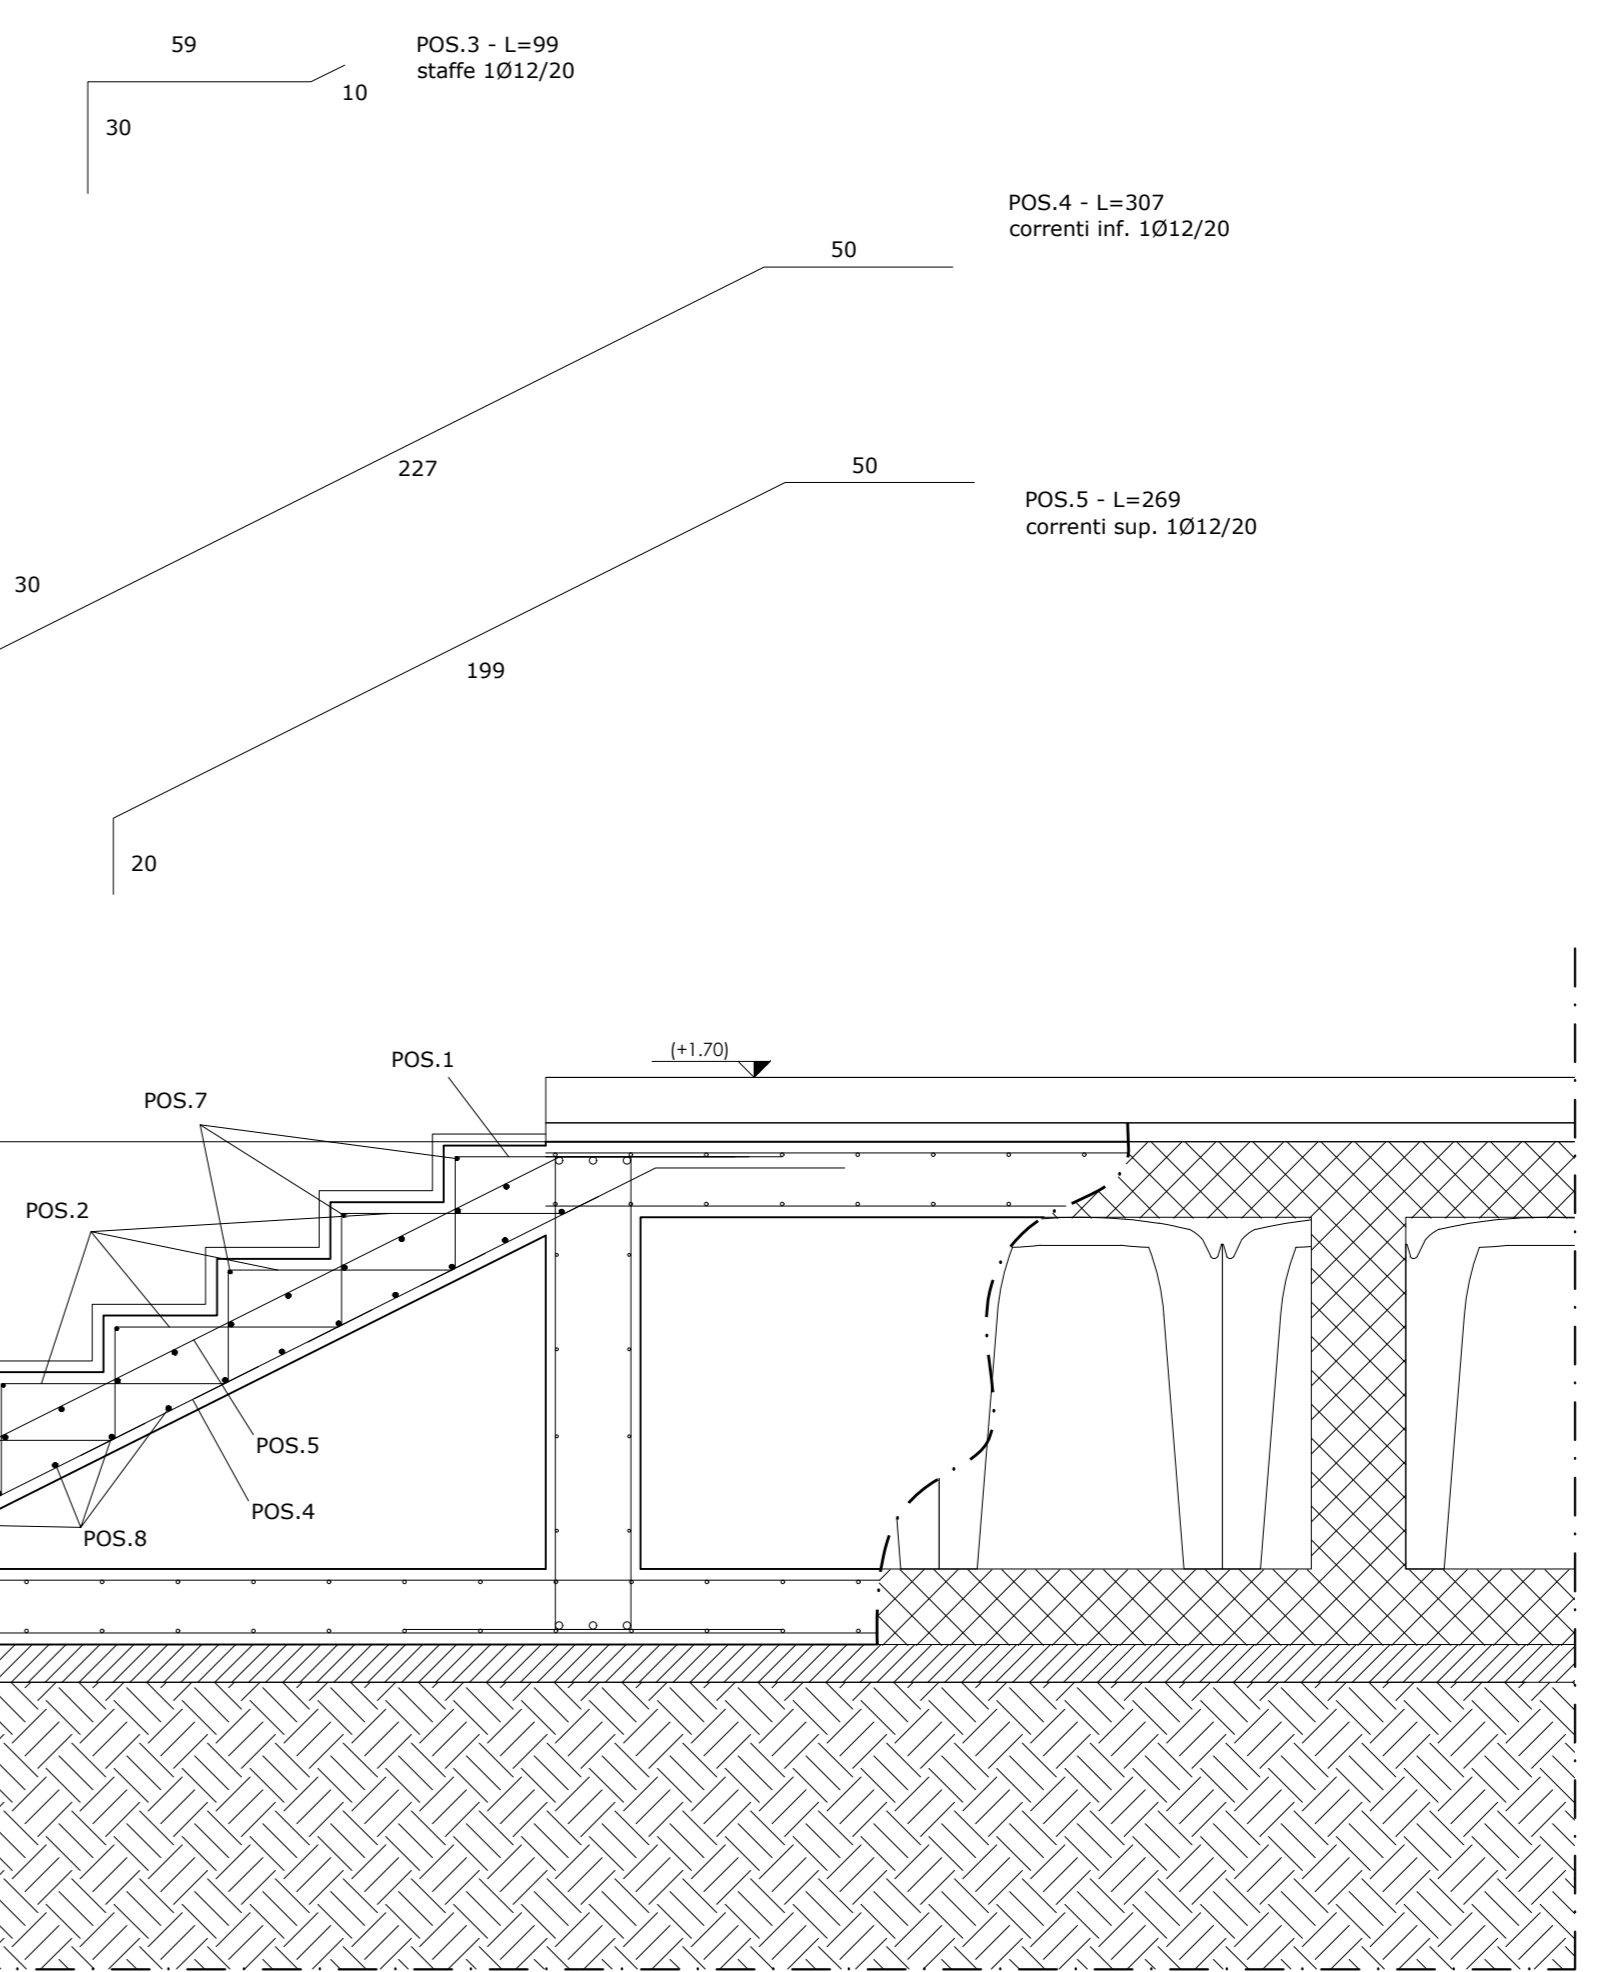 59
POS.3 - L=99
staffe 1Ø12/20
10
30
POS.4 - L=307
correnti inf. 1Ø12/20
50
227
50
POS.5 - L=269
correnti sup. 1Ø12/20
30
199
20
(+1.70)
POS.1
POS.7
POS.2
POS.5
POS.4
POS.8